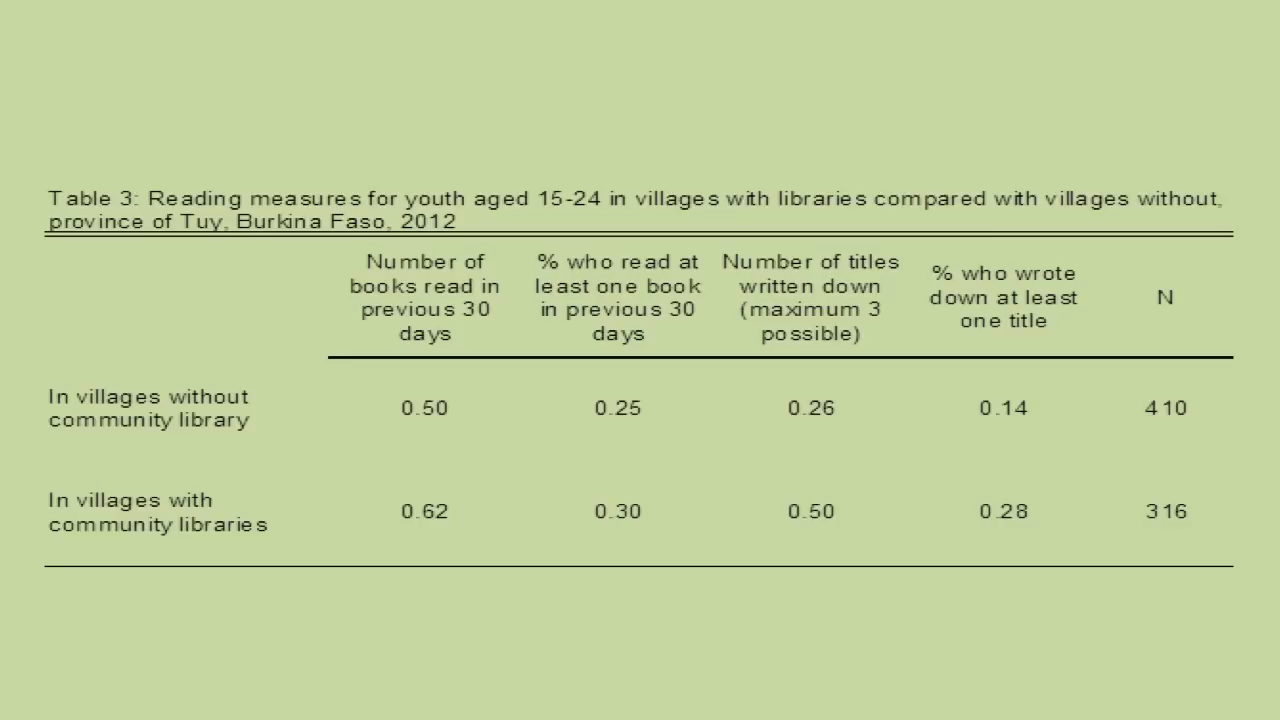 Table 3: Reading measures for youth aged 15-24 in villages with libraries compared with villages without,
province of Tuy, Burkina Faso, 2012
Number of
books read in
previous 30
days
% who read at
least one book
in previous 30
days
Number of titles
written down
(maximum 3
possible)
% who wrote
down at least
one title
N
In villages without
community library
0.50 0.25 0.26 0.14 410
In villages with
community libraries
0.62 0.30 0.50 0.28 316